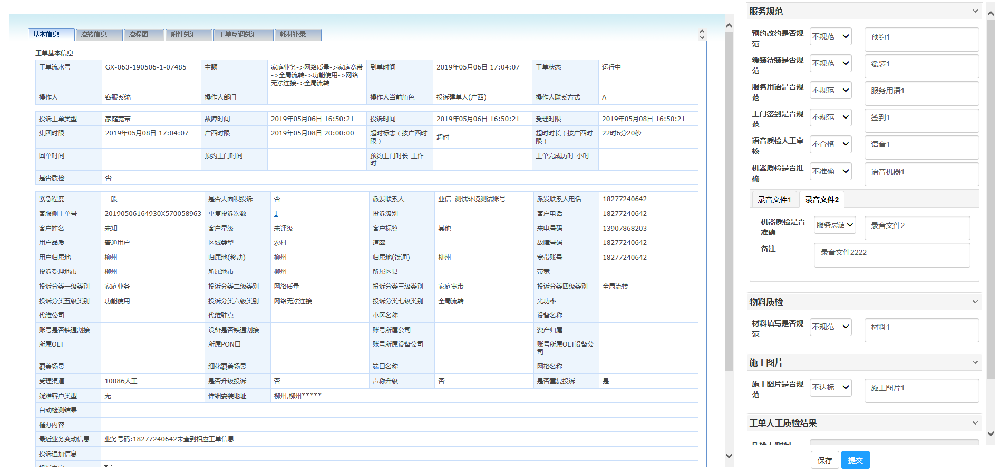 基本信息 流转信息 流程图 附件总汇 工单互调总汇 耗材补录
工单基本信息
工单流水号 GX-063-190506-1-07485 主题 家庭业务->网络质量->家庭宽带 到单时间 2019年05月06日 17:04:07 工单状态 运行中
->全局流转->功能使用->网络
无法连接->全局流转
操作人 客服系统 操作人部门 操作人当前角色 投诉建单人(广西) 操作人联系方式 A
投诉工单类型 家庭宽带 故障时间 2019年05月06日 16:50:21 投诉时间 2019年05月06日 16:50:21 受理时限 2019年05月08日 16:50:21
集团时限 2019年05月08日 17:04:07 广西时限 2019年05月08日 20:00:00 超时标志（按广西时 超时 超时时长（按广西时 22时6分20秒
限） 限）
回单时间 预约上门时间 预约上门时长-工作 工单完成历时-小时
时
是否质检 否
紧急程度 一般 是否大面积投诉 否 派发联系人 亚信_测试环境测试账号 派发联系人电话 18277240642
客服侧工单号 20190506164930X570058963 重复投诉次数 1 投诉级别 客户电话 18277240642
客户姓名 未知 客户星级 未评级 客户标签 其他 来电号码 13907868203
用户品质 普通用户 区域类型 农村 速率 故障号码 18277240642
用户归属地 柳州 归属地(移动) 柳州 归属地(铁通) 柳州 宽带账号 18277240642
投诉受理地市 柳州 所属地市 柳州 所属区县 带宽
投诉分类一级类别 家庭业务 投诉分类二级类别 网络质量 投诉分类三级类别 家庭宽带 投诉分类四级类别 全局流转
投诉分类五级类别 功能使用 投诉分类六级类别 网络无法连接 投诉分类七级类别 全局流转 光功率
代维公司 代维驻点 小区名称 设备名称
账号是否铁通割接 设备是否铁通割接 账号所属公司 资产归属
所属OLT 所属PON口 账号所属设备公司 账号所属OLT设备公
司
覆盖场景 细化覆盖场景 端口名称 网格名称
受理渠道 10086人工 是否升级投诉 否 声称升级 否 是否重复投诉 是
疑难客户类型 无 详细安装地址 柳州,柳州*****
自动检测结果
催办内容
最近业务变动信息 业务号码:18277240642未查到相应工单信息
投诉追加信息
投诉内容 测试
服务规范
预约改约是否规 不规范 预约1
范
缓装待装是否规 不规范 缓装1
范
服务用语是否规 不规范 服务用语1
范
上门签到是否规 不规范 签到1
范
语音质检人工审 不合格 语音1
核
机器质检是否准 不准确 语音机器1
确
录音文件1 录音文件2
机器质检是否 服务忌语 录音文件2
准确
备注 录音文件2222
物料质检
材料填写是否规 不规范 材料1
范
施工图片
施工图片是否规 不达标 施工图片1
范
工单人工质检结果
质检人/时间
保存 提交